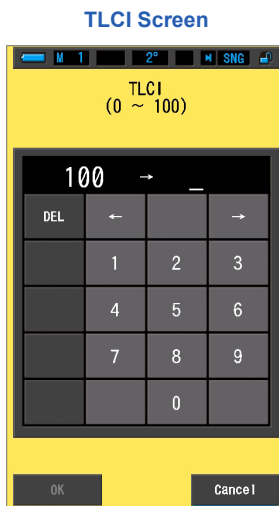 TLCI Screen
M 1 2° SNG
TLCI
(0 ~ 100)
100 → _
DEL ← →
1 2 3
4 5 6
7 8 9
0
OK Cancel